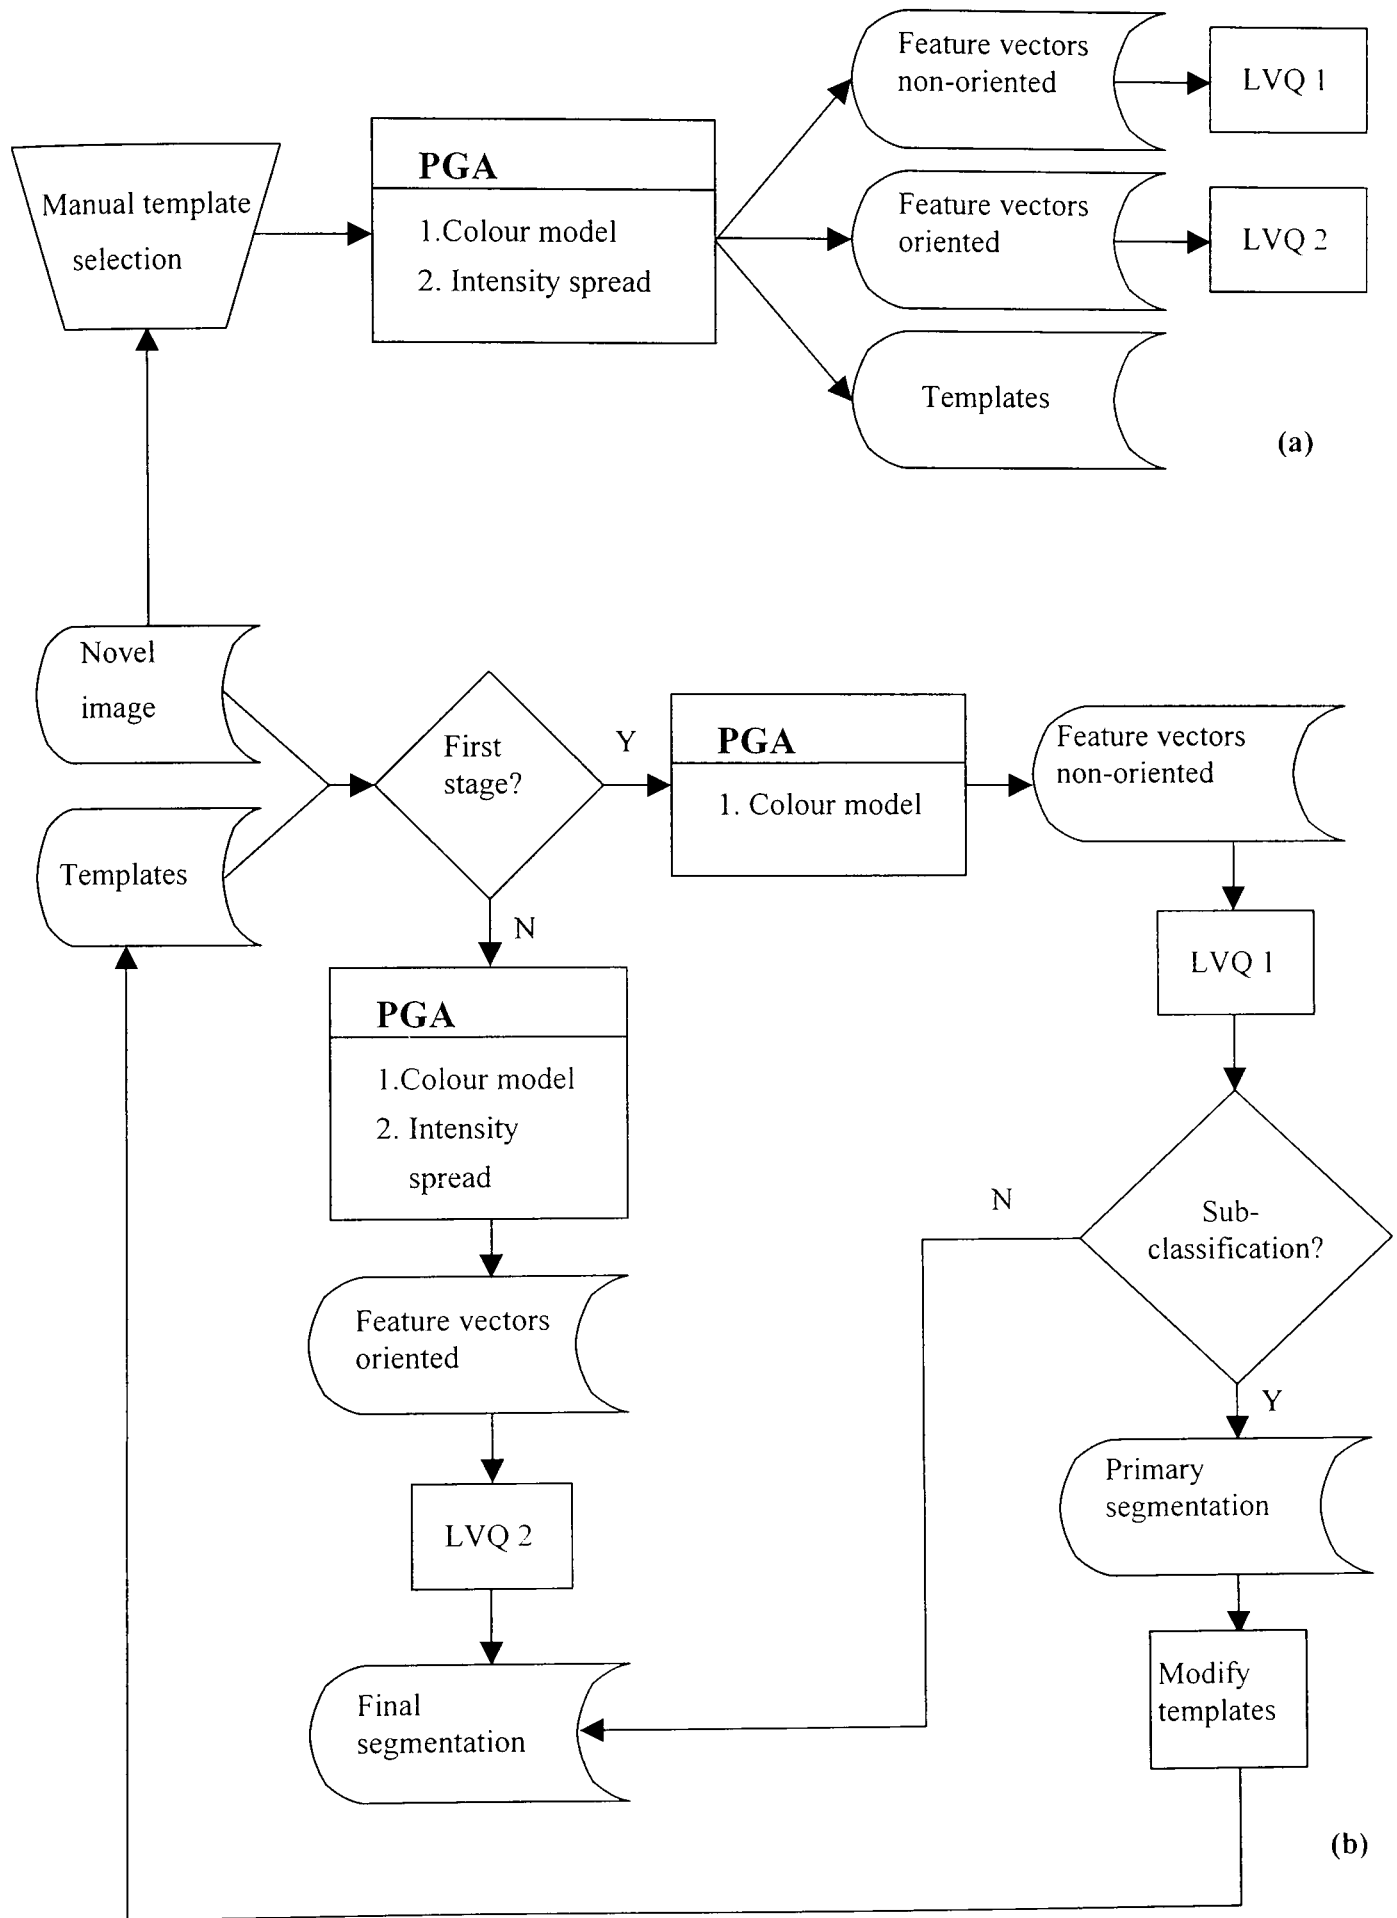 Feature vectors
non-oriented
LVQ 1
PGA
Manual template
selection
1.Colour model
2. Intensity spread
Feature vectors
oriented
LVQ 2
Templates
(a)
Novel
image
Templates
First
stage?
Y
N
PGA
1. Colour model
Feature vectors
non-oriented
LVQ 1
PGA
1.Colour model
2. Intensity
spread
Feature vectors
oriented
LVQ 2
Final
segmentation
N
Sub-
classification?
Y
Primary
segmentation
Modify
templates
(b)